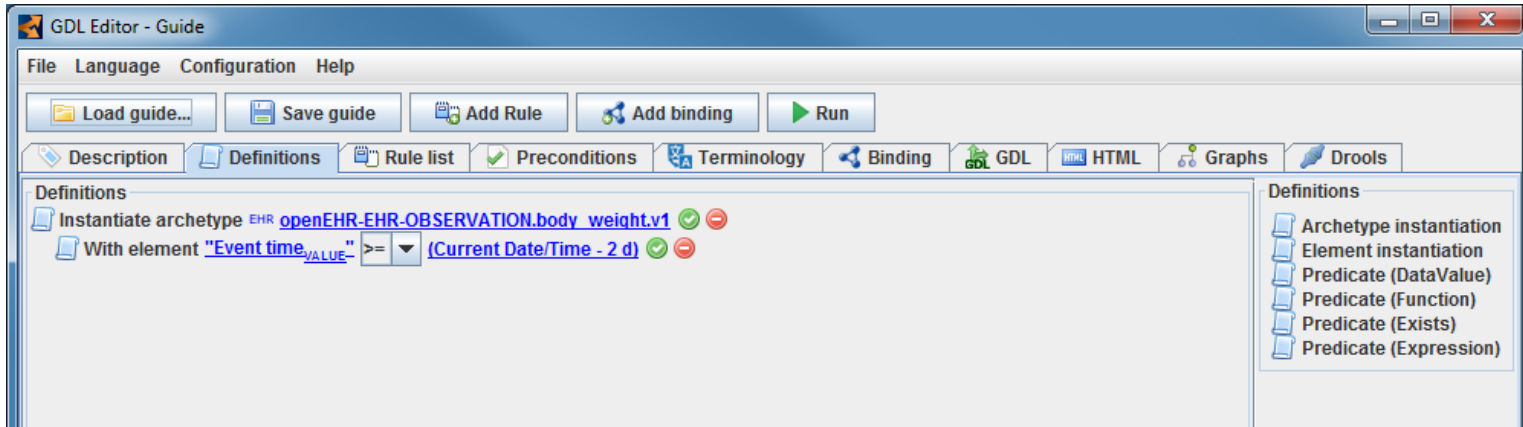 GDL Editor - Guide
File Language Configuration Help
Load guide... Save guide Add Rule Add binding Run
Description Definitions Rule list Preconditions Terminology Binding GDL HTML Graphs Drools
Definitions
Instantiate archetype EHR openEHR-EHR-OBSERVATION.body_weight.v1
With element "Event timeVALUE" >= (Current Date/Time - 2 d)
Definitions
Archetype instantiation
Element instantiation
Predicate (DataValue)
Predicate (Function)
Predicate (Exists)
Predicate (Expression)